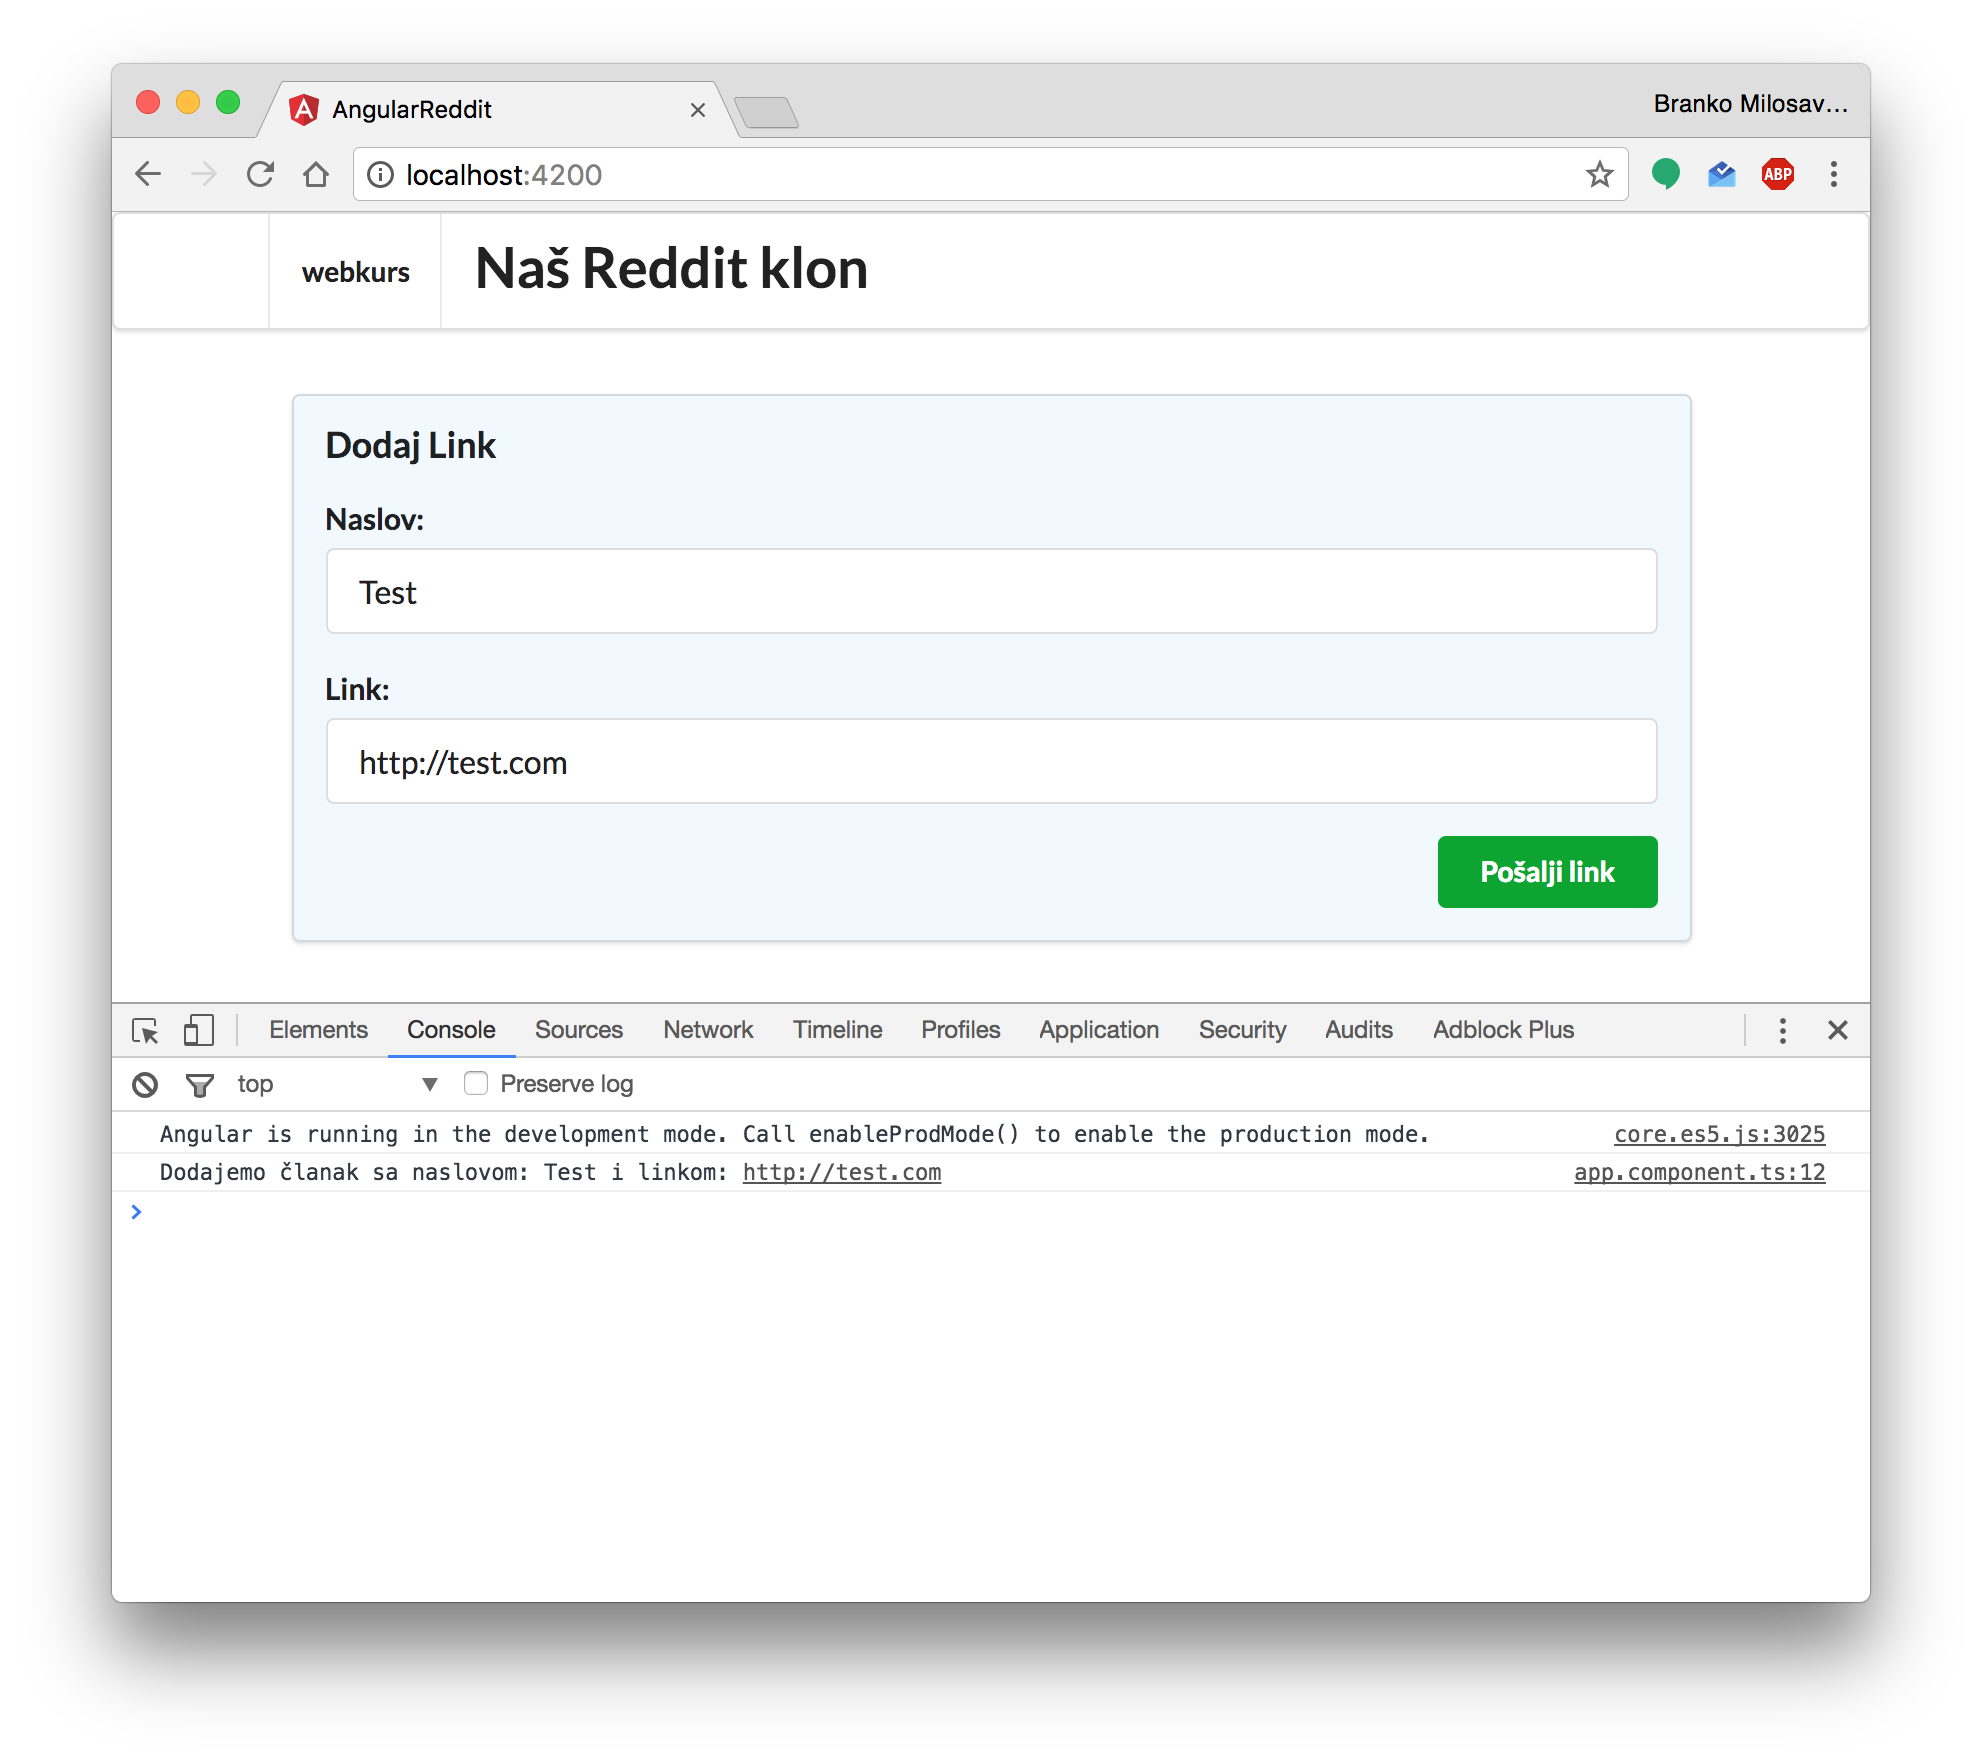 AngularReddit
Branko Milosav...
localhost:4200
ABP
webkurs
Naš Reddit klon
Dodaj Link
Naslov:
Test
Link:
http://test.com
Pošalji link
Elements Console Sources Network Timeline Profiles Application Security Audits Adblock Plus
top Preserve log
Angular is running in the development mode. Call enableProdMode() to enable the production mode. core.es5.js:3025
Dodajemo članak sa naslovom: Test i linkom: http://test.com app.component.ts:12